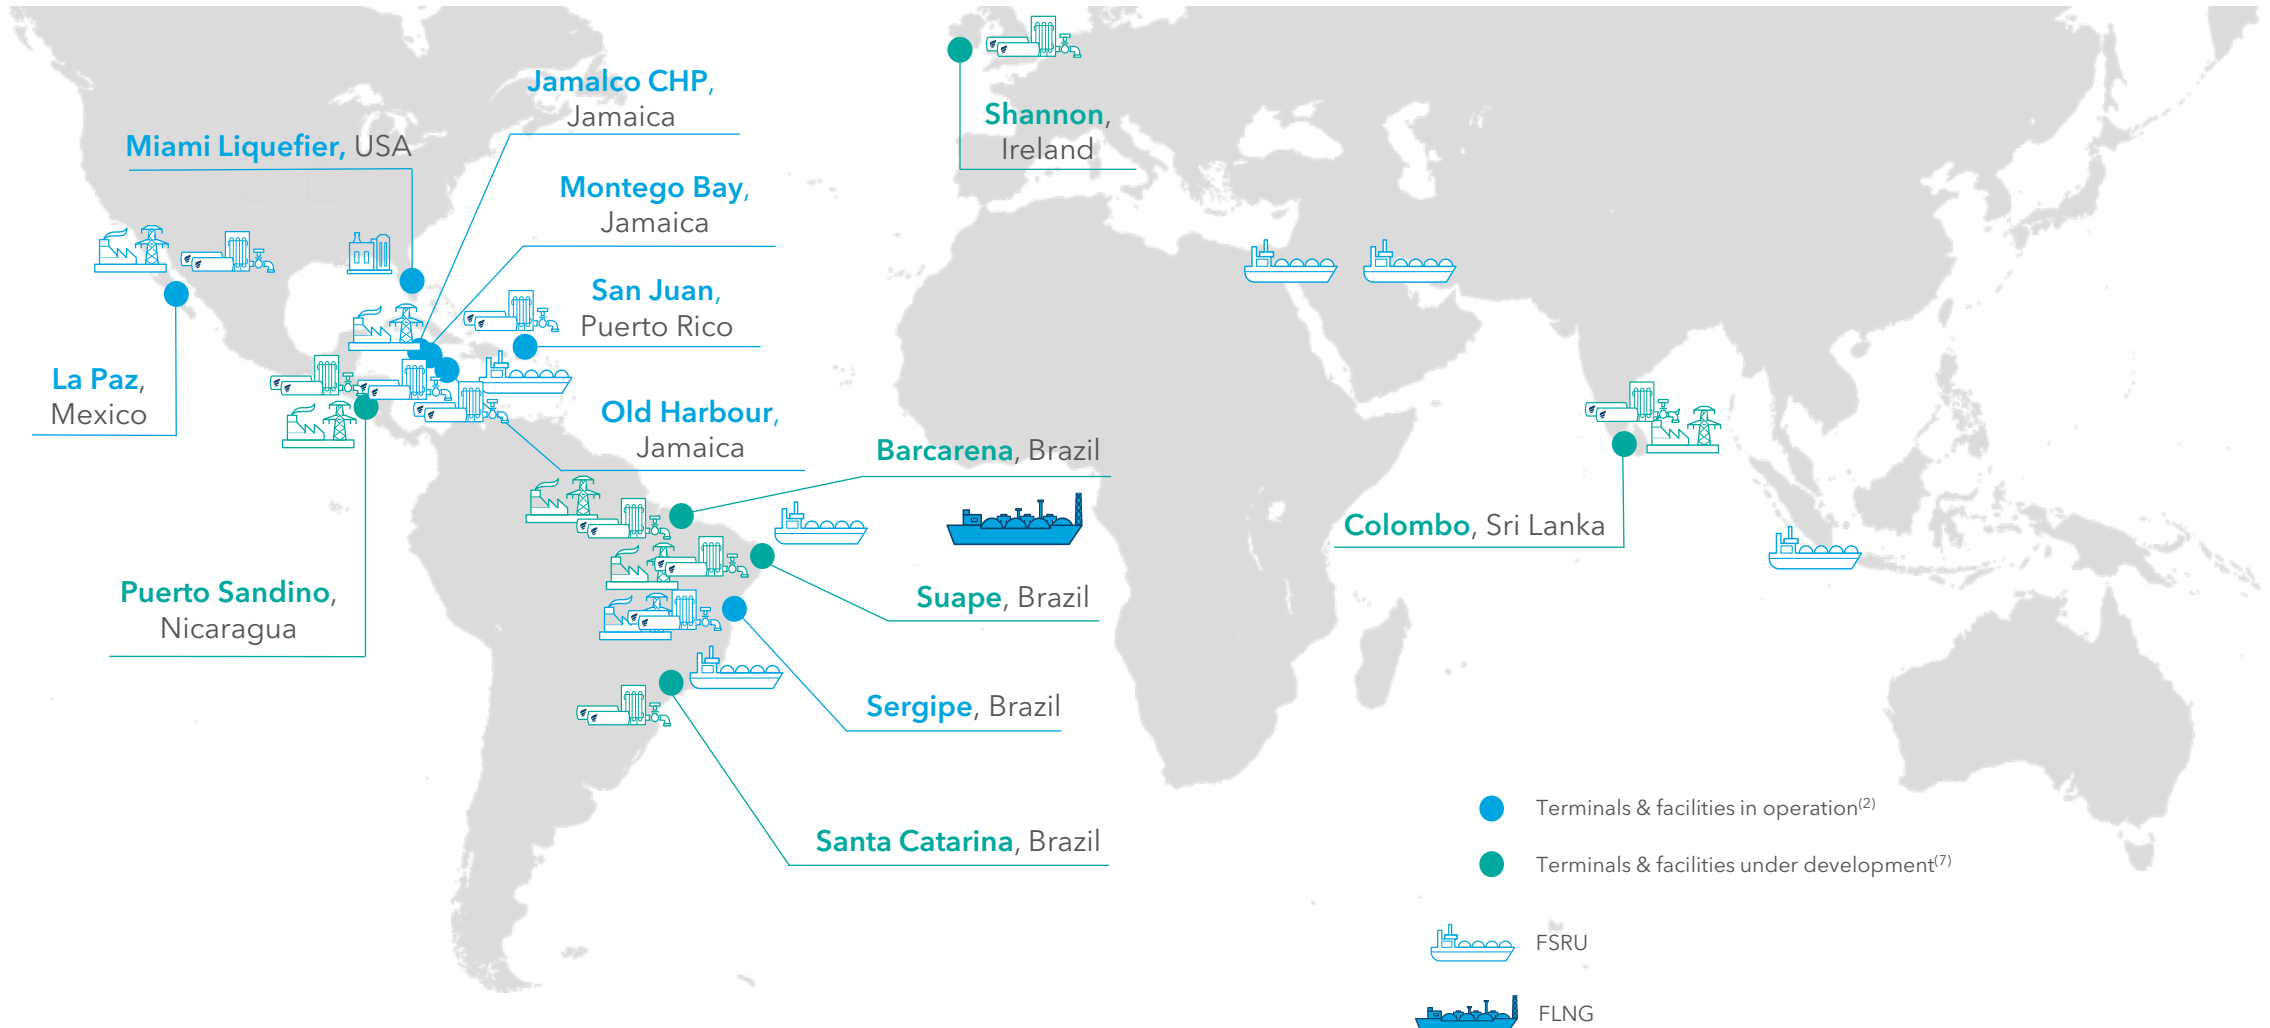 Jamalco CHP,
Jamaica
Shannon,
Ireland
Miami Liquefier, USA
Montego Bay,
Jamaica
San Juan,
Puerto Rico
La Paz,
Mexico
Old Harbour,
Jamaica
Barcarena, Brazil
Colombo, Sri Lanka
Puerto Sandino,
Nicaragua
Suape, Brazil
Sergipe, Brazil
Santa Catarina, Brazil
Terminals & facilities in operation(2)
Terminals & facilities under development(7)
FSRU
FLNG